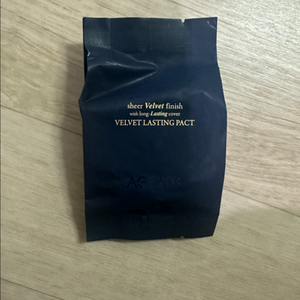 sheer Velvet finish
with long-Lasting cover
VELVET LASTING PACT